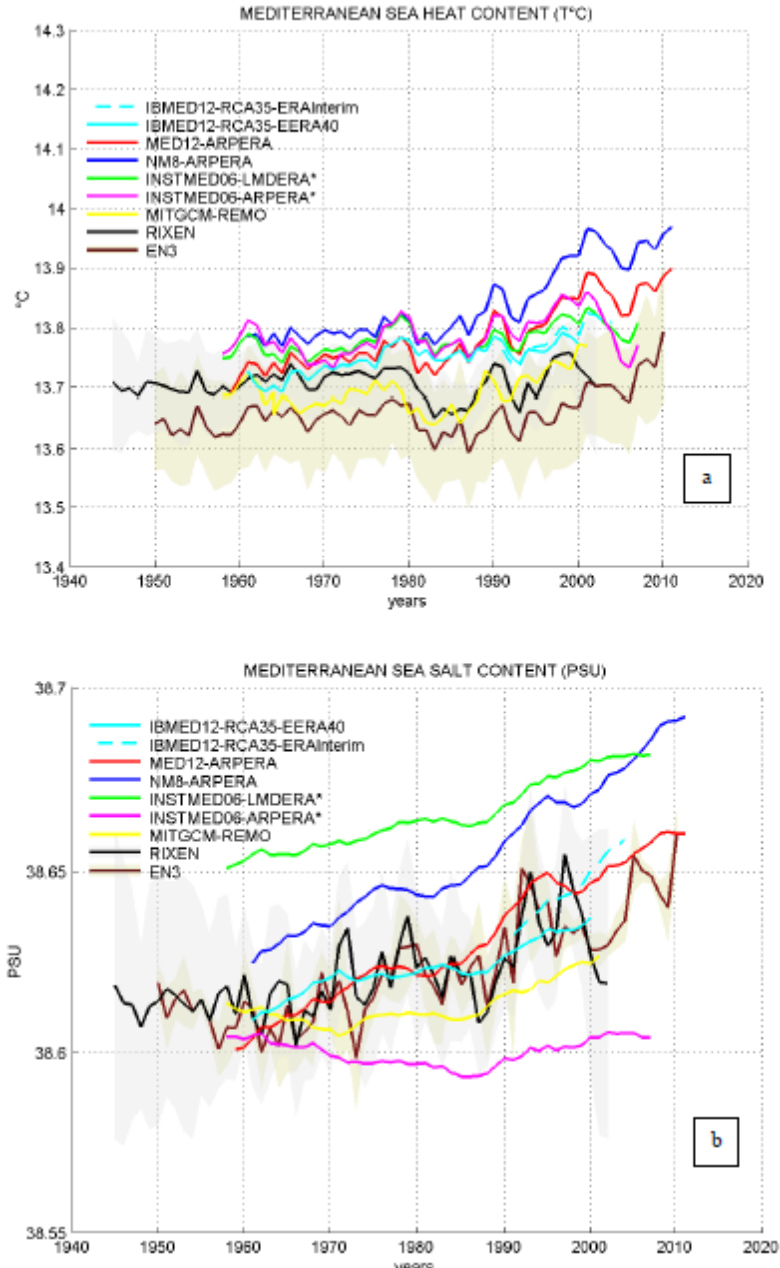 MEDITERRANEAN SEA HEAT CONTENT (T°C)
14.3
14.2
14.1
14
13.9
13.8
13.7
13.6
13.5
13.4
°C
IBMED12-RCA35-ERAInterim
IBMED12-RCA35-EERA40
MED12-ARPERA
NM8-ARPERA
INSTMED06-LMDERA*
INSTMED06-ARPERA*
MITGCM-REMO
RIXEN
EN3
a
1940 1950 1960 1970 1980 1990 2000 2010 2020
years
MEDITERRANEAN SEA SALT CONTENT (PSU)
38.7
38.65
38.6
38.55
PSU
IBMED12-RCA35-EERA40
IBMED12-RCA35-ERAInterim
MED12-ARPERA
NM8-ARPERA
INSTMED06-LMDERA*
INSTMED06-ARPERA*
MITGCM-REMO
RIXEN
EN3
b
1940 1950 1960 1970 1980 1990 2000 2010 2020
years